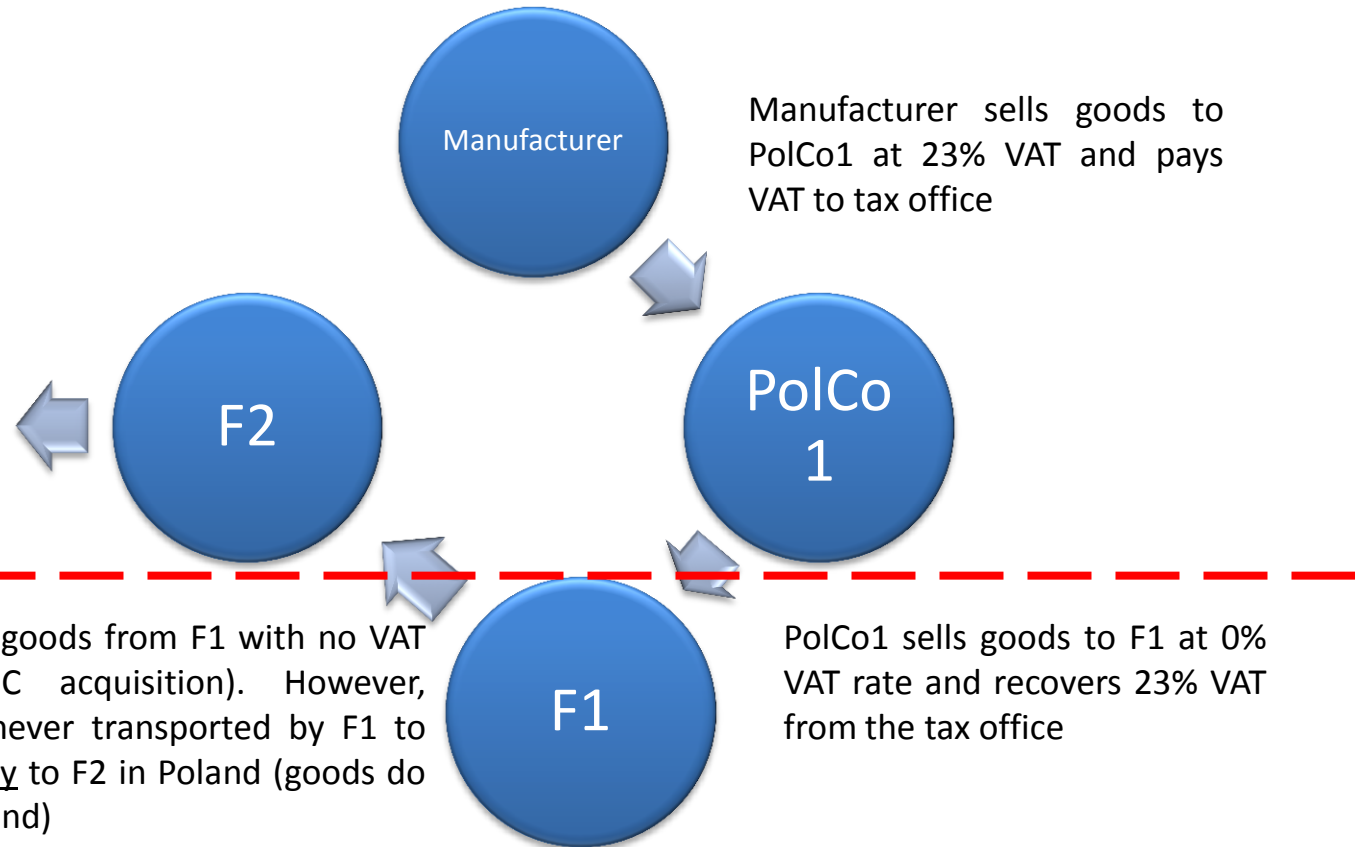 Manufacturer
Manufacturer sells goods to
PolCo1 at 23% VAT and pays
VAT to tax office
F2
PolCo
1
goods from F1 with no VAT
C acquisition). However,
never transported by F1 to
y to F2 in Poland (goods do
nd)
F1
PolCo1 sells goods to F1 at 0%
VAT rate and recovers 23% VAT
from the tax office